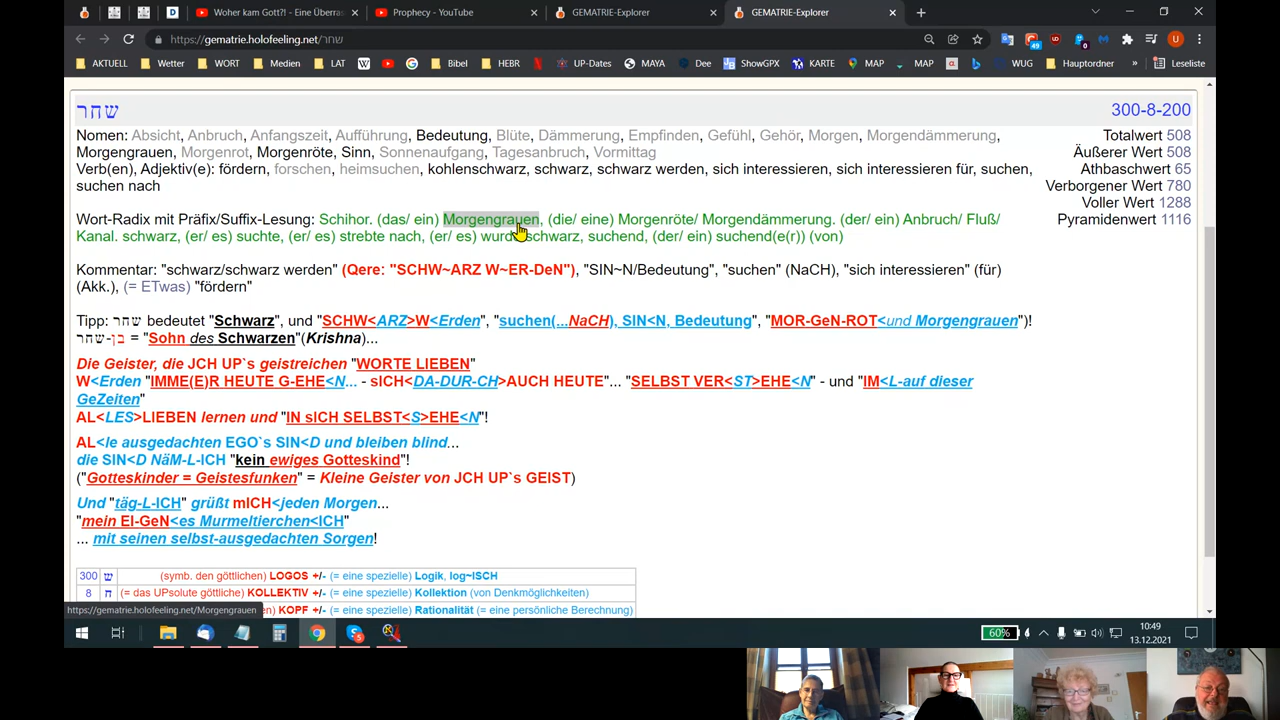 Woher kam Gott?! - Eine Überras
Prophecy - YouTube
GEMATRIE-Explorer
GEMATRIE-Explorer
https://gematrie.holofeeling.net/שחר
49
0
U
AKTUELL Wetter WORT Medien LAT Bibel HEBR UP-Dates MAYA Dee ShowGPX KARTE MAP MAP WUG Hauptordner » Leseliste
שחר 300-8-200
Nomen: Absicht, Anbruch, Anfangszeit, Aufführung, Bedeutung, Blüte, Dämmerung, Empfinden, Gefühl, Gehör, Morgen, Morgendämmerung,
Morgengrauen, Morgenrot, Morgenröte, Sinn, Sonnenaufgang, Tagesanbruch, Vormittag
Verb(en), Adjektiv(e): fördern, forschen, heimsuchen, kohlenschwarz, schwarz, schwarz werden, sich interessieren, sich interessieren für, suchen,
suchen nach
Totalwert 508
Äußerer Wert 508
Athbaschwert 65
Verborgener Wert 780
Voller Wert 1288
Pyramidenwert 1116
Wort-Radix mit Präfix/Suffix-Lesung: Schihor. (das/ ein) Morgengrauen, (die/ eine) Morgenröte/ Morgendämmerung. (der/ ein) Anbruch/ Fluß/
Kanal. schwarz, (er/ es) suchte, (er/ es) strebte nach, (er/ es) wurde schwarz, suchend, (der/ ein) suchend(e(r)) (von)
Kommentar: "schwarz/schwarz werden" (Qere: "SCHW~ARZ W~ER-DeN"), "SIN~N/Bedeutung", "suchen" (NaCH), "sich interessieren" (für)
(Akk.), (= ETwas) "fördern"
Tipp: שחר bedeutet "Schwarz", und "SCHW<ARZ>W<Erden", "suchen(...NaCH), SIN<N, Bedeutung", "MOR-GeN-ROT<und Morgengrauen")!
בן-שחר = "Sohn des Schwarzen"(Krishna)...
Die Geister, die JCH UP`s geistreichen "WORTE LIEBEN"
W<Erden "IMME(E)R HEUTE G-EHE<N... - sICH<DA-DUR-CH>AUCH HEUTE"... "SELBST VER<ST>EHE<N" - und "IM<L-auf dieser
GeZeiten"
AL<LES>LIEBEN lernen und "IN sICH SELBST<S>EHE<N"!
AL<le ausgedachten EGO`s SIN<D und bleiben blind...
die SIN<D NäM-L-ICH "kein ewiges Gotteskind"!
("Gotteskinder = Geistesfunken" = Kleine Geister von JCH UP`s GEIST)
Und "täg-L-ICH" grüßt mICH<jeden Morgen...
"mein EI-GeN<es Murmeltierchen<ICH"
... mit seinen selbst-ausgedachten Sorgen!
300 ש (symb. den göttlichen) LOGOS +/- (= eine spezielle) Logik, log~ISCH
8 ח (= das UPsolute göttliche) KOLLEKTIV +/- (= eine spezielle) Kollektion (von Denkmöglichkeiten)
KOPF +/- (= eine spezielle) Rationalität (= eine persönliche Berechnung)
https://gematrie.holofeeling.net/Morgengrauen
60%
10:49
13.12.2021